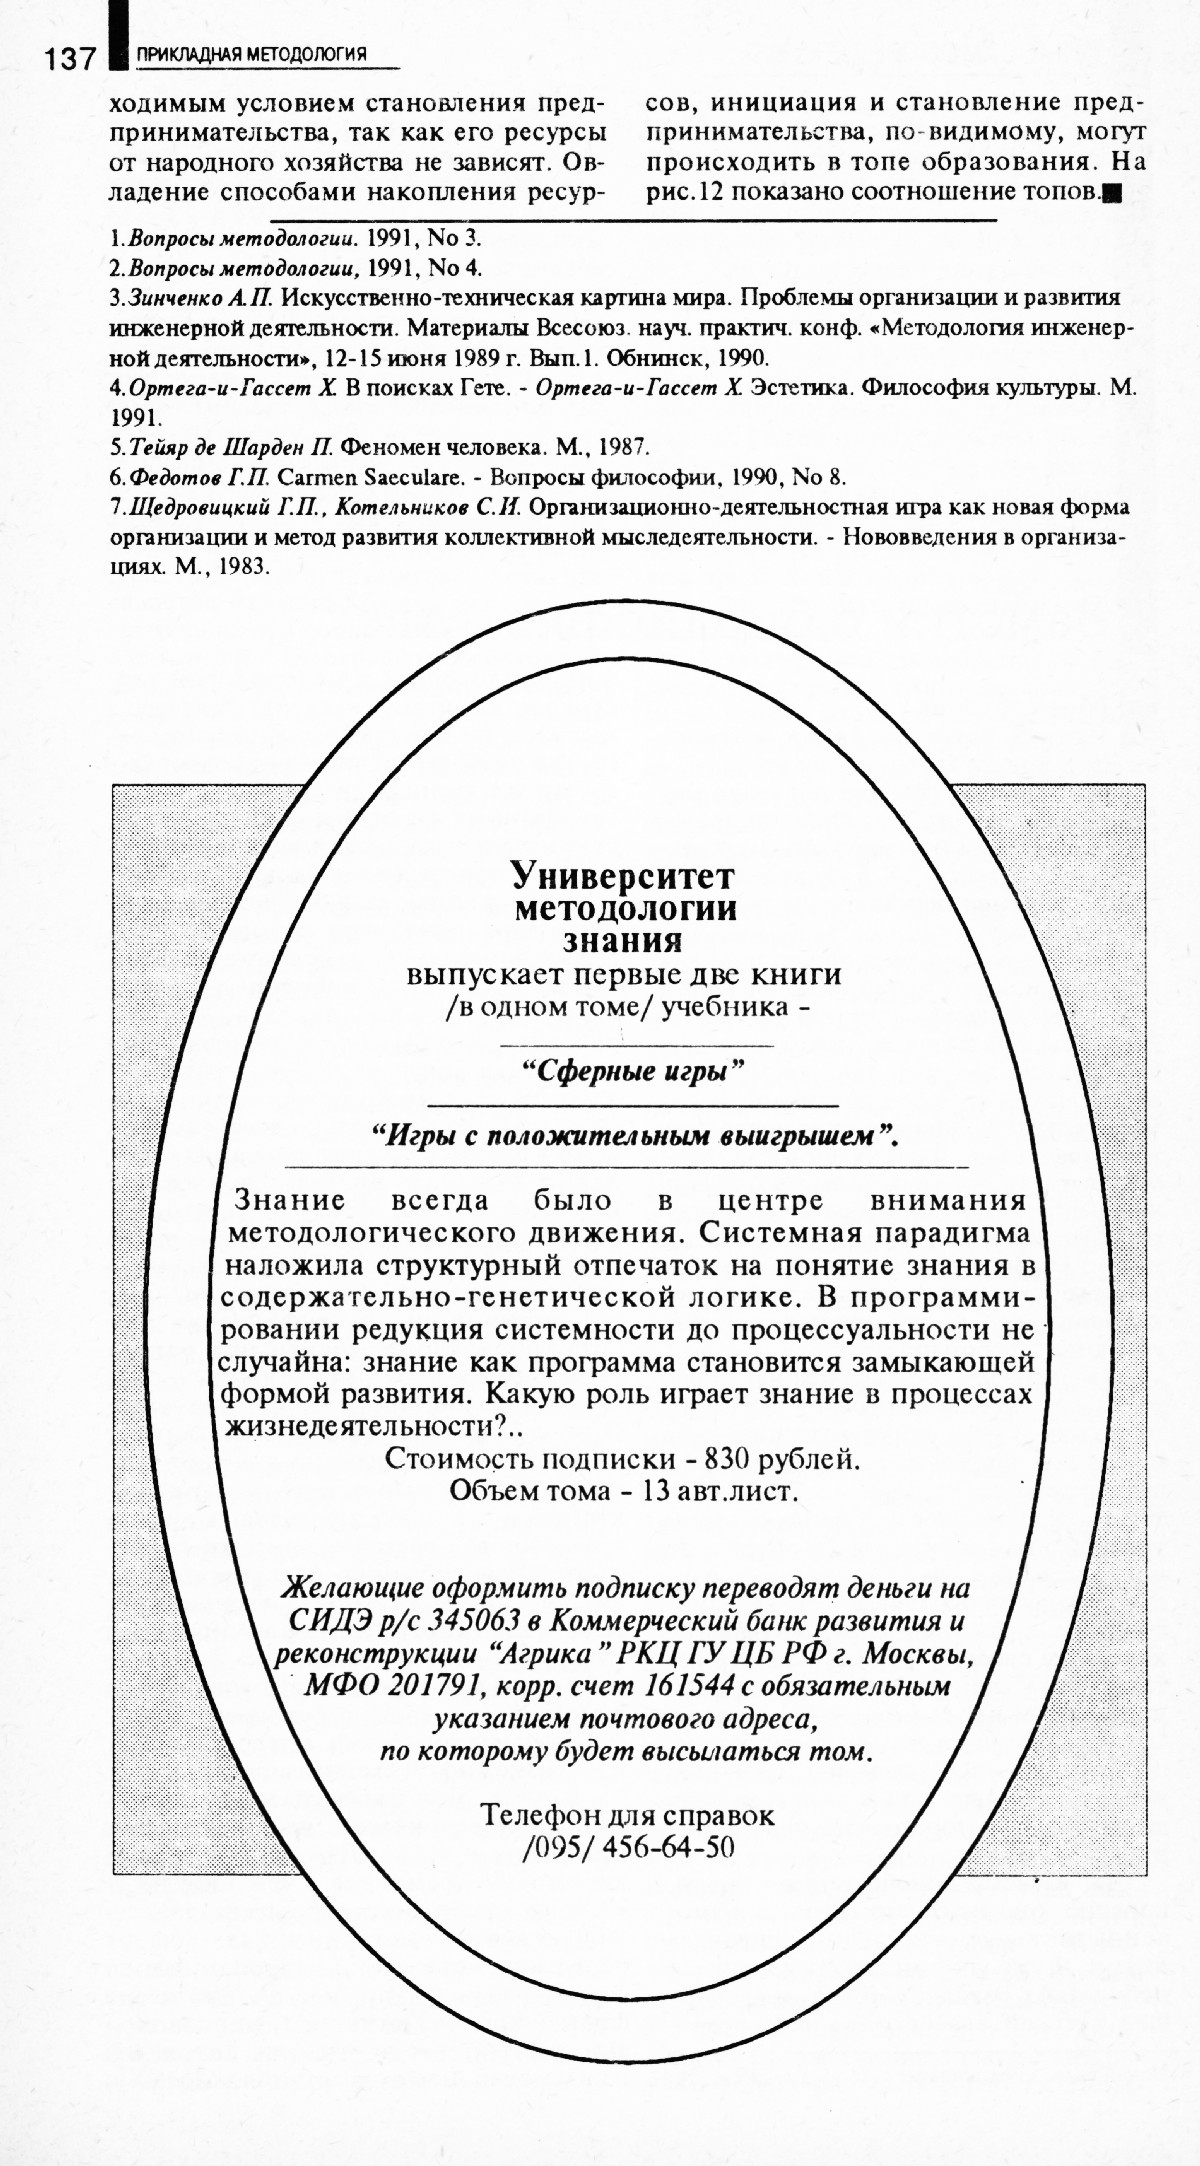 137
ПРИКЛАДНАЯ МЕТОДОЛОГИЯ
ходимым условием становления пред-
принимательства, так как его ресурсы
от народного хозяйства не зависят. Ов-
ладение способами накопления ресур-
сов, инициация и становление пред-
принимательства, по-видимому, могут
происходить в топе образования. На
рис.12 показано соотношение топов.■
1.Вопросы методологии. 1991, No 3.
2.Вопросы методологии, 1991, No 4.
3.Зинченко А.П. Искусственно-техническая картина мира. Проблемы организации и развития
инженерной деятельности. Материалы Всесоюз. науч. практич. конф. «Методология инженер-
ной деятельности», 12-15 июня 1989 г. Вып.1. Обнинск, 1990.
4.Ортега-и-Гассет Х. В поисках Гете. - Ортега-и-Гассет Х. Эстетика. Философия культуры. М.
1991.
5.Тейяр де Шарден П. Феномен человека. М., 1987.
6.Федотов Г.П. Carmen Saeculare. - Вопросы философии, 1990, No 8.
7.Щедровицкий Г.П., Котельников С.И. Организационно-деятельностная игра как новая форма
организации и метод развития коллективной мыследеятельности. - Нововведения в организа-
циях. М., 1983.
Университет
методологии
знания
выпускает первые две книги
/в одном томе/ учебника -
“Сферные игры”
“Игры с положительным выигрышем”.
Знание всегда было в центре внимания
методологического движения. Системная парадигма
наложила структурный отпечаток на понятие знания в
содержательно-генетической логике. В программи-
ровании редукция системности до процессуальности не
случайна: знание как программа становится замыкающей
формой развития. Какую роль играет знание в процессах
жизнедеятельности?..
Стоимость подписки - 830 рублей.
Объем тома - 13 авт.лист.
Желающие оформить подписку переводят деньги на
СИДЭ р/с 345063 в Коммерческий банк развития и
реконструкции “Агрика” РКЦ ГУ ЦБ РФ г. Москвы,
МФО 201791, корр. счет 161544 с обязательным
указанием почтового адреса,
по которому будет высылаться том.
Телефон для справок
/095/ 456-64-50